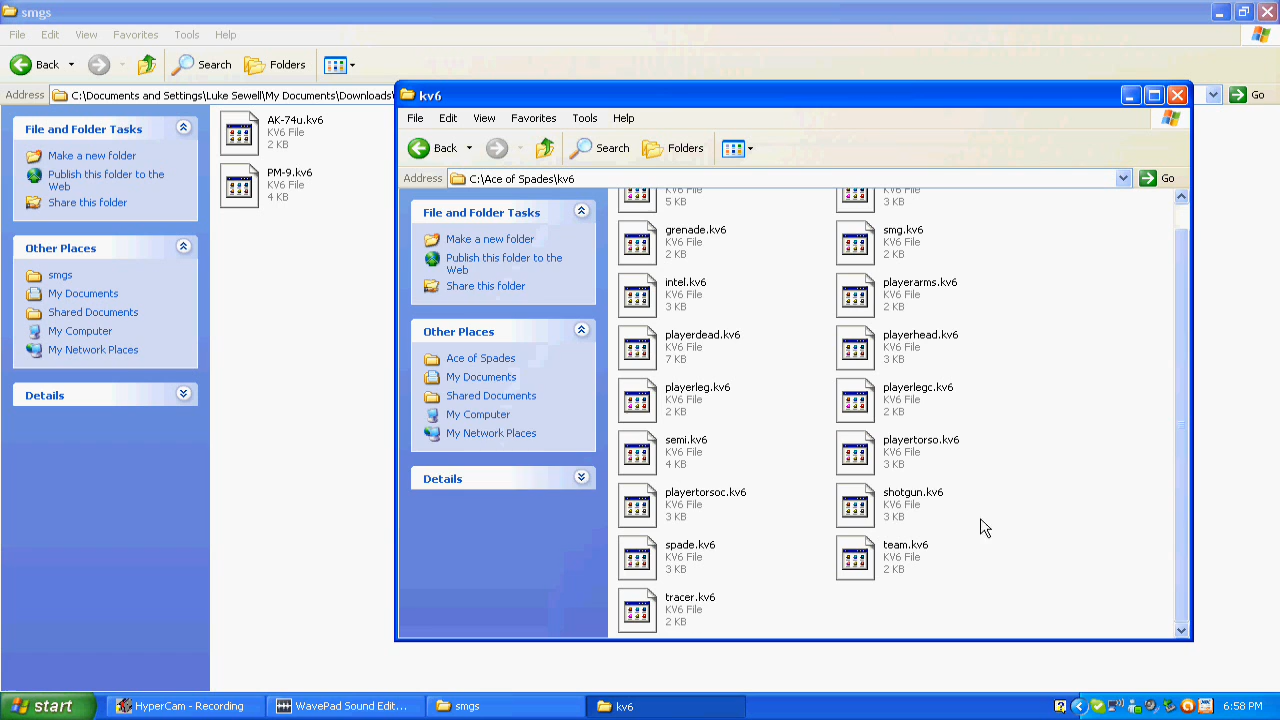 smgs
File Edit View Favorites Tools Help
Back Search Folders
Address C:\Documents and Settings\Luke Sewell\My Documents\Downloads\ Go
File and Folder Tasks
Make a new folder
Publish this folder to the
Web
Share this folder
Other Places
smgs
My Documents
Shared Documents
My Computer
My Network Places
Details
AK-74u.kv6
KV6 File
2 KB
PM-9.kv6
KV6 File
4 KB
kv6
File Edit View Favorites Tools Help
Back Search Folders
Address C:\Ace of Spades\kv6 Go
File and Folder Tasks
Make a new folder
Publish this folder to the
Web
Share this folder
Other Places
Ace of Spades
My Documents
Shared Documents
My Computer
My Network Places
Details
KV6 File
5 KB
KV6 File
3 KB
grenade.kv6
KV6 File
2 KB
smg.kv6
KV6 File
2 KB
intel.kv6
KV6 File
3 KB
playerarms.kv6
KV6 File
2 KB
playerdead.kv6
KV6 File
7 KB
playerhead.kv6
KV6 File
3 KB
playerleg.kv6
KV6 File
2 KB
playerlegc.kv6
KV6 File
2 KB
semi.kv6
KV6 File
4 KB
playertorso.kv6
KV6 File
3 KB
playertorsoc.kv6
KV6 File
3 KB
shotgun.kv6
KV6 File
3 KB
spade.kv6
KV6 File
3 KB
team.kv6
KV6 File
2 KB
tracer.kv6
KV6 File
2 KB
start HyperCam - Recording WavePad Sound Edit... smgs kv6 6:58 PM